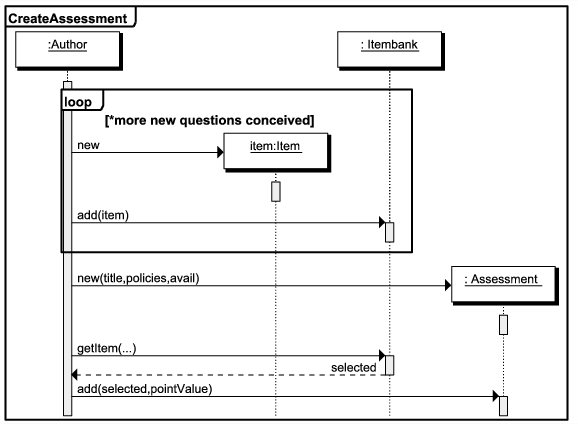 CreateAssessment
:Author
: Itembank
loop
[*more new questions conceived]
new
item:Item
add(item)
new(title,policies,avail)
: Assessment
getItem(...)
selected
add(selected,pointValue)